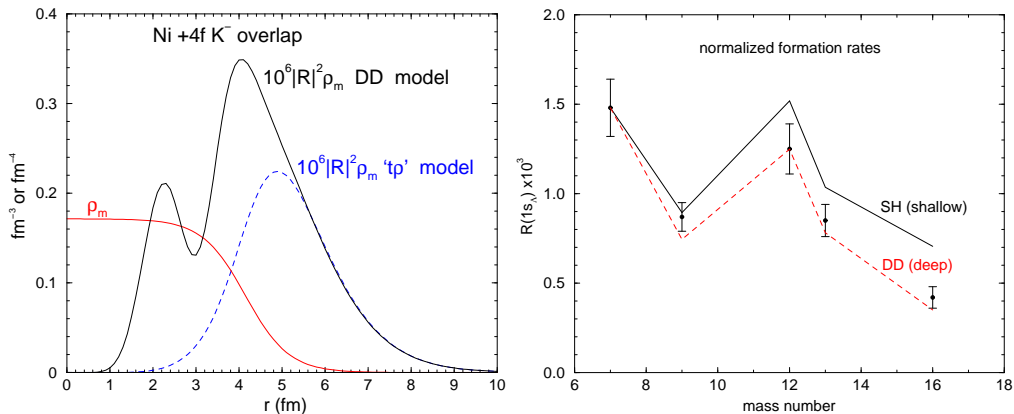 Ni +4f K⁻ overlap
10⁶|R|²ρₘ DD model
10⁶|R|²ρₘ ‘tρ’ model
ρₘ
fm⁻³ or fm⁻⁴
0.4
0.3
0.2
0.1
0
0 1 2 3 4 5 6 7 8 9 10
r (fm)
normalized formation rates
SH (shallow)
DD (deep)
R(1s_Λ) x10³
2.0
1.5
1.0
0.5
0.0
6 8 10 12 14 16 18
mass number